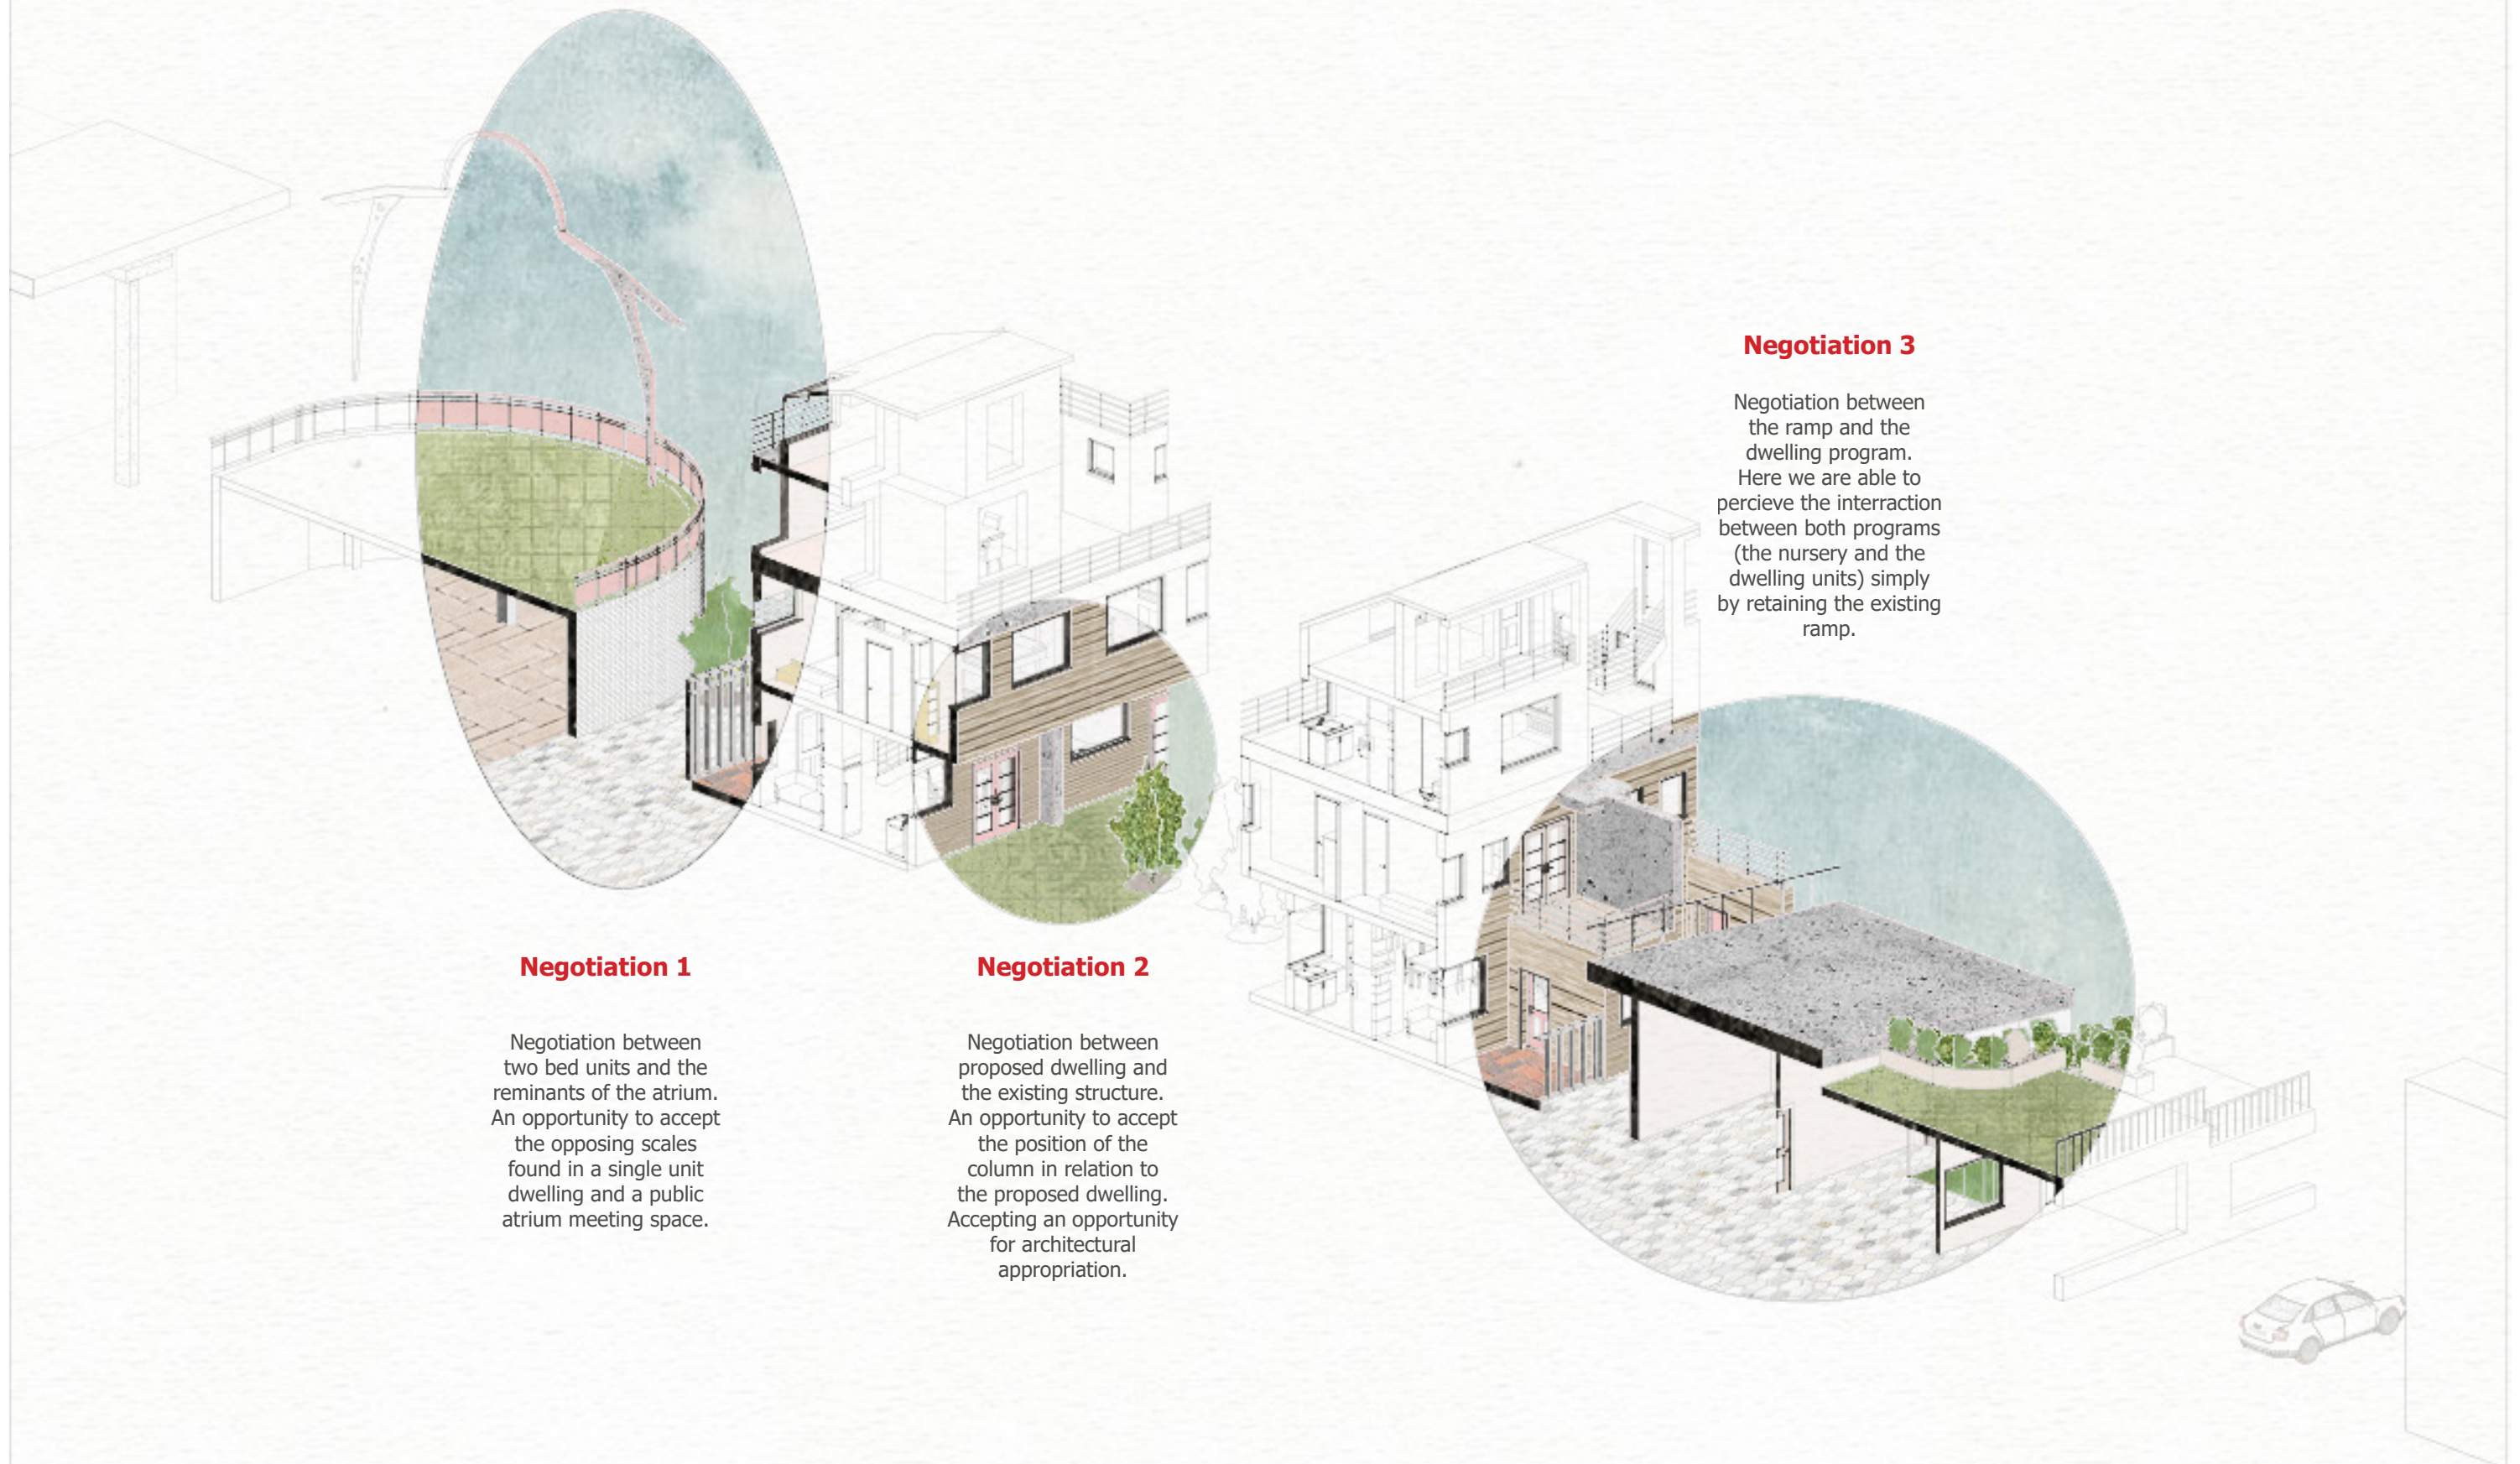 Negotiation 1
Negotiation between
two bed units and the
reminants of the atrium.
An opportunity to accept
the opposing scales
found in a single unit
dwelling and a public
atrium meeting space.
Negotiation 2
Negotiation between
proposed dwelling and
the existing structure.
An opportunity to accept
the position of the
column in relation to
the proposed dwelling.
Accepting an opportunity
for architectural
appropriation.
Negotiation 3
Negotiation between
the ramp and the
dwelling program.
Here we are able to
percieve the interraction
between both programs
(the nursery and the
dwelling units) simply
by retaining the existing
ramp.